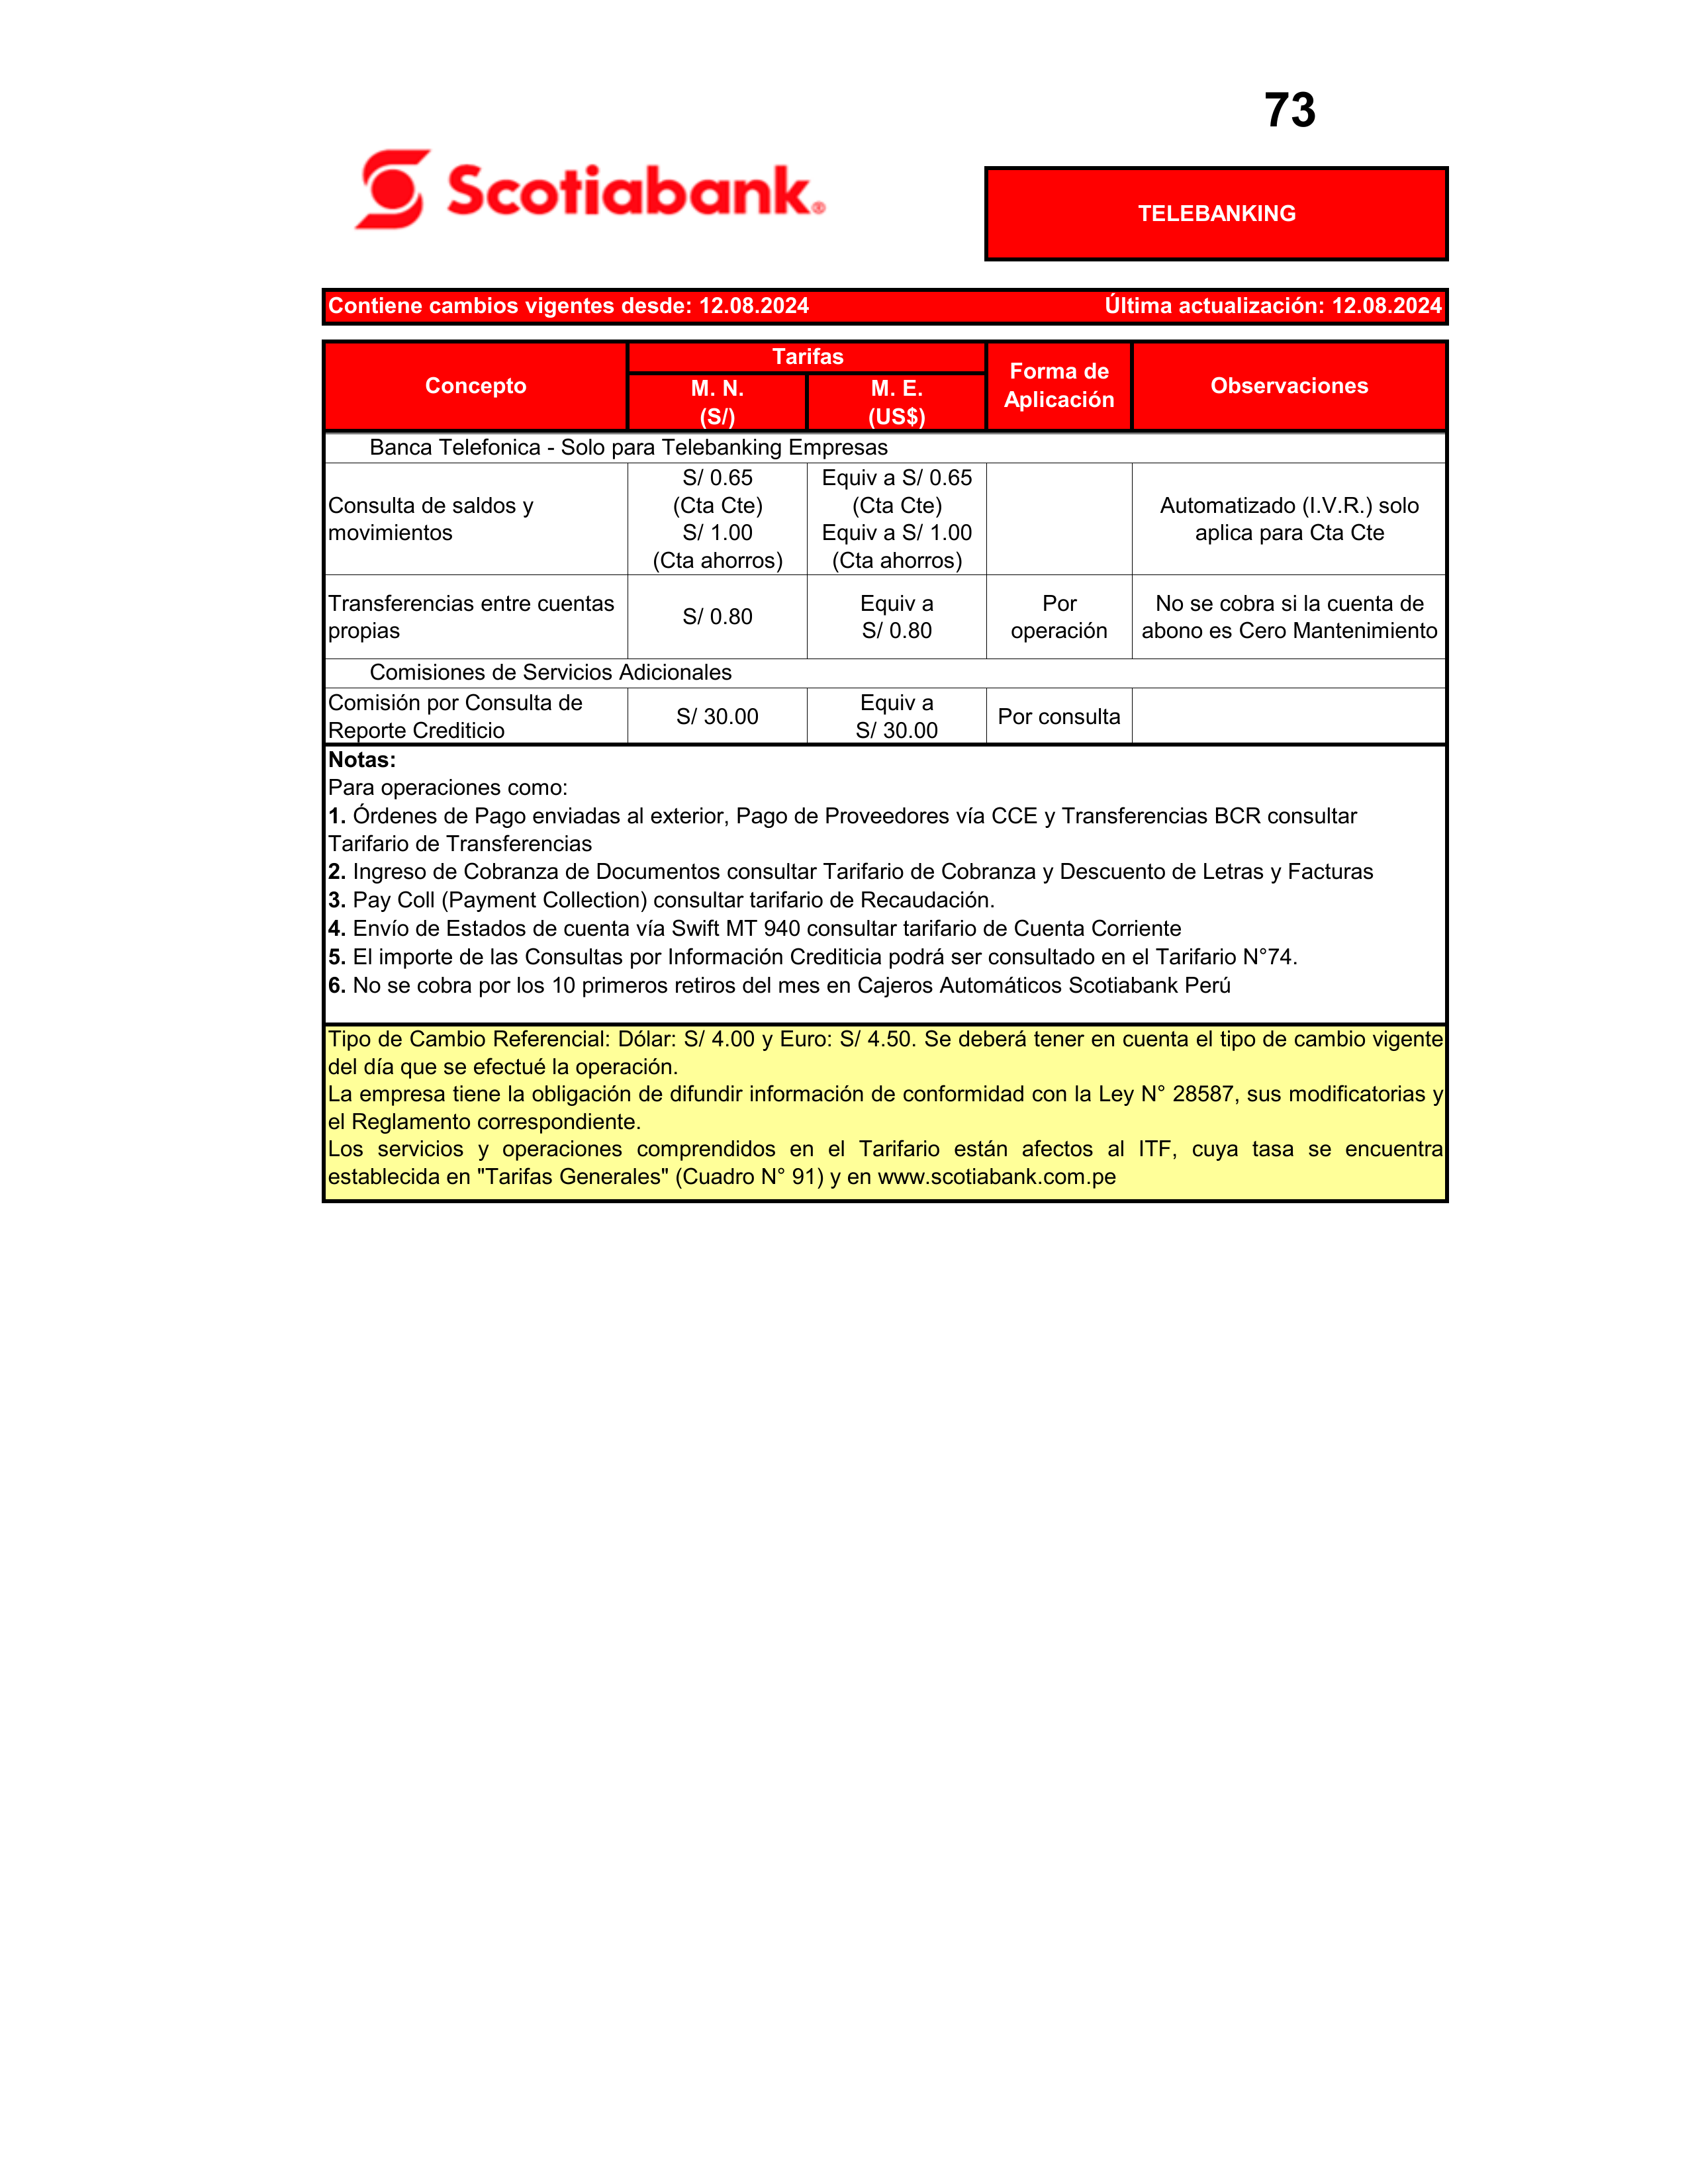 73
Scotiabank®
TELEBANKING
Contiene cambios vigentes desde: 12.08.2024 Última actualización: 12.08.2024
Concepto
Tarifas
M. N.
(S/)
M. E.
(US$)
Forma de
Aplicación
Observaciones
Banca Telefonica - Solo para Telebanking Empresas
Consulta de saldos y
movimientos
S/ 0.65
(Cta Cte)
S/ 1.00
(Cta ahorros)
Equiv a S/ 0.65
(Cta Cte)
Equiv a S/ 1.00
(Cta ahorros)
Automatizado (I.V.R.) solo
aplica para Cta Cte
Transferencias entre cuentas
propias
S/ 0.80
Equiv a
S/ 0.80
Por
operación
No se cobra si la cuenta de
abono es Cero Mantenimiento
Comisiones de Servicios Adicionales
Comisión por Consulta de
Reporte Crediticio
S/ 30.00
Equiv a
S/ 30.00
Por consulta
Notas:
Para operaciones como:
1. Órdenes de Pago enviadas al exterior, Pago de Proveedores vía CCE y Transferencias BCR consultar
Tarifario de Transferencias
2. Ingreso de Cobranza de Documentos consultar Tarifario de Cobranza y Descuento de Letras y Facturas
3. Pay Coll (Payment Collection) consultar tarifario de Recaudación.
4. Envío de Estados de cuenta vía Swift MT 940 consultar tarifario de Cuenta Corriente
5. El importe de las Consultas por Información Crediticia podrá ser consultado en el Tarifario N°74.
6. No se cobra por los 10 primeros retiros del mes en Cajeros Automáticos Scotiabank Perú
Tipo de Cambio Referencial: Dólar: S/ 4.00 y Euro: S/ 4.50. Se deberá tener en cuenta el tipo de cambio vigente
del día que se efectué la operación.
La empresa tiene la obligación de difundir información de conformidad con la Ley N° 28587, sus modificatorias y
el Reglamento correspondiente.
Los servicios y operaciones comprendidos en el Tarifario están afectos al ITF, cuya tasa se encuentra
establecida en "Tarifas Generales" (Cuadro N° 91) y en www.scotiabank.com.pe